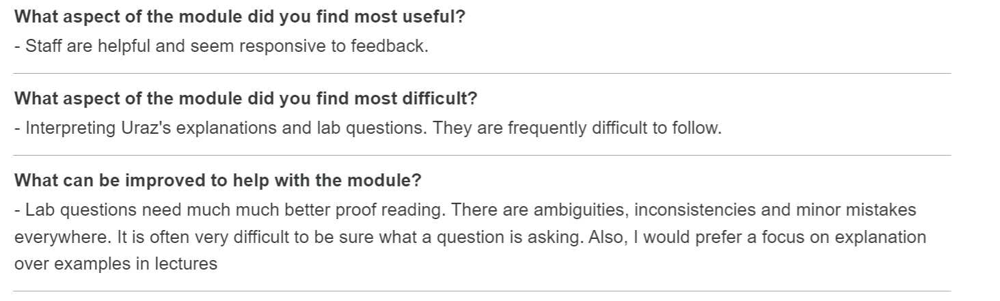 What aspect of the module did you find most useful?
- Staff are helpful and seem responsive to feedback.
What aspect of the module did you find most difficult?
- Interpreting Uraz's explanations and lab questions. They are frequently difficult to follow.
What can be improved to help with the module?
- Lab questions need much much better proof reading. There are ambiguities, inconsistencies and minor mistakes
everywhere. It is often very difficult to be sure what a question is asking. Also, I would prefer a focus on explanation
over examples in lectures